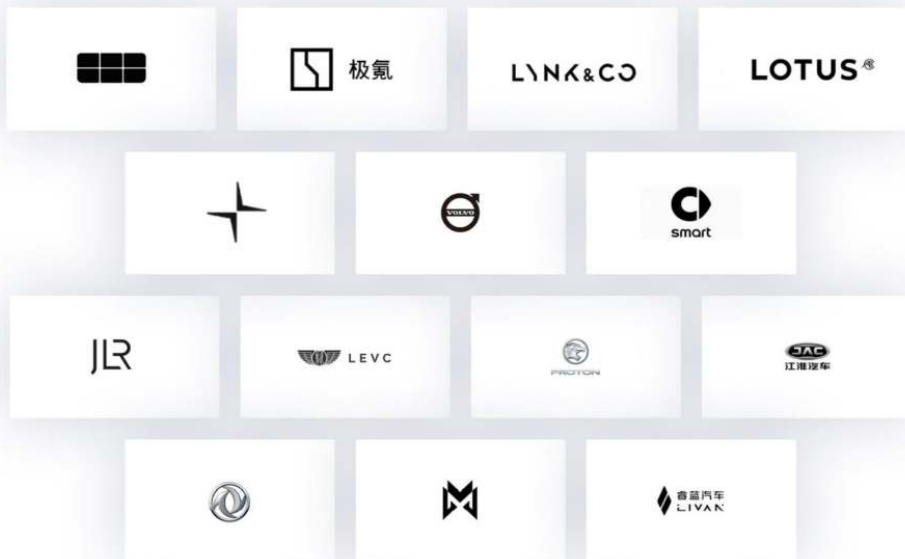 极氪
LYNK&CO
LOTUS
VOLVO
smart
JLR
LEVC
PROTON
JAC
江淮汽车
睿蓝汽车
LIVAN